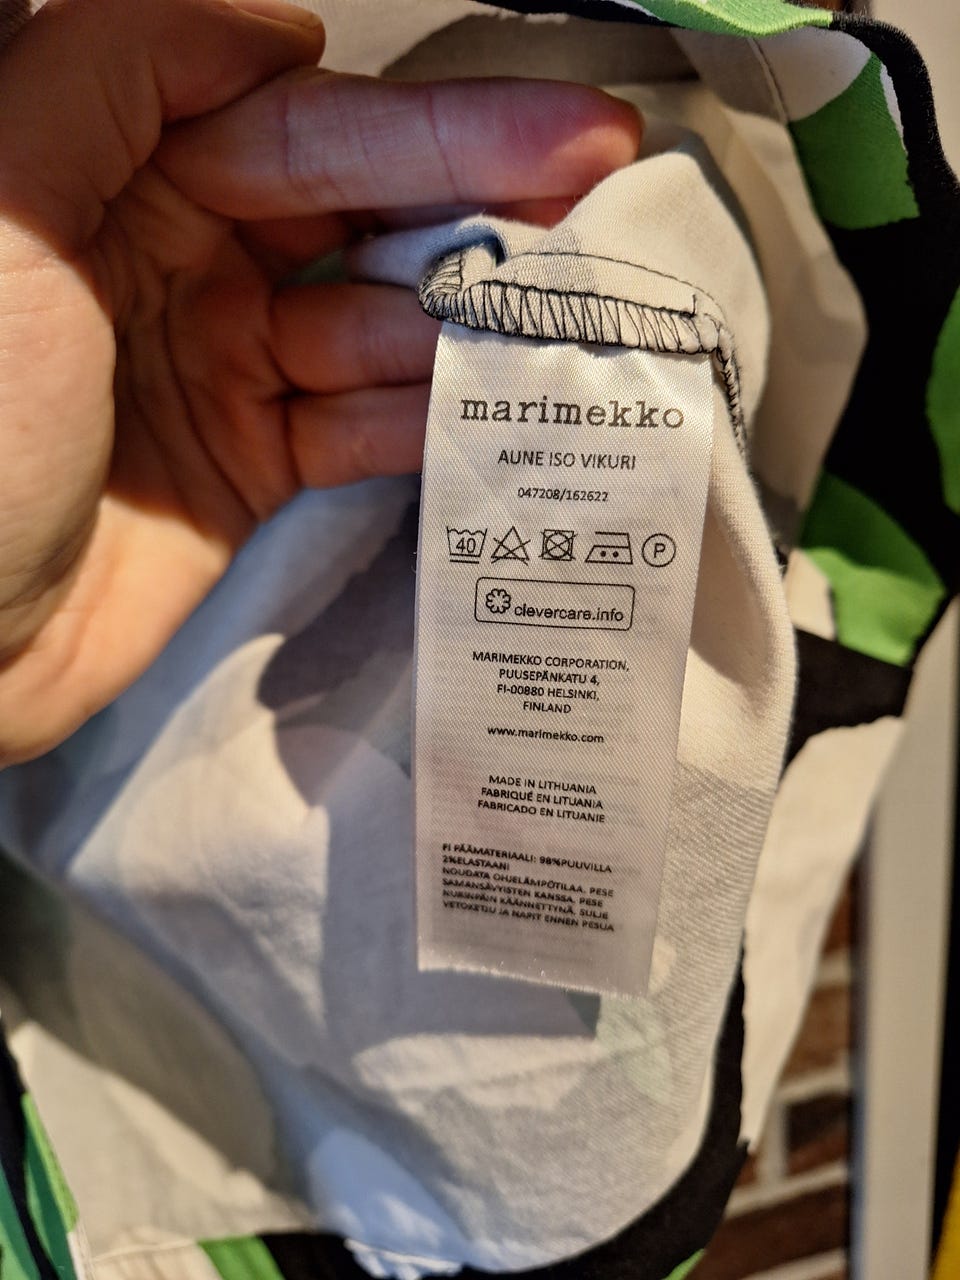 marimekko
AUNE ISO VIKURI
047208/162622
40 P
clevercare.info
MARIMEKKO CORPORATION,
PUUSEPÄNKATU 4,
FI-00880 HELSINKI,
FINLAND
www.marimekko.com
MADE IN LITHUANIA
FABRIQUÉ EN LITUANIA
FABRICADO EN LITUANIE
FI PÄÄMATERIAALI: 98%PUUVILLA
2%ELASTAANI
NOUDATA OHJELÄMPÖTILAA. PESE
SAMANSÄVYISTEN KANSSA. PESE
NURINPÄIN KÄÄNNETTYNÄ. SULJE
VETOKETJU JA NAPIT ENNEN PESUA